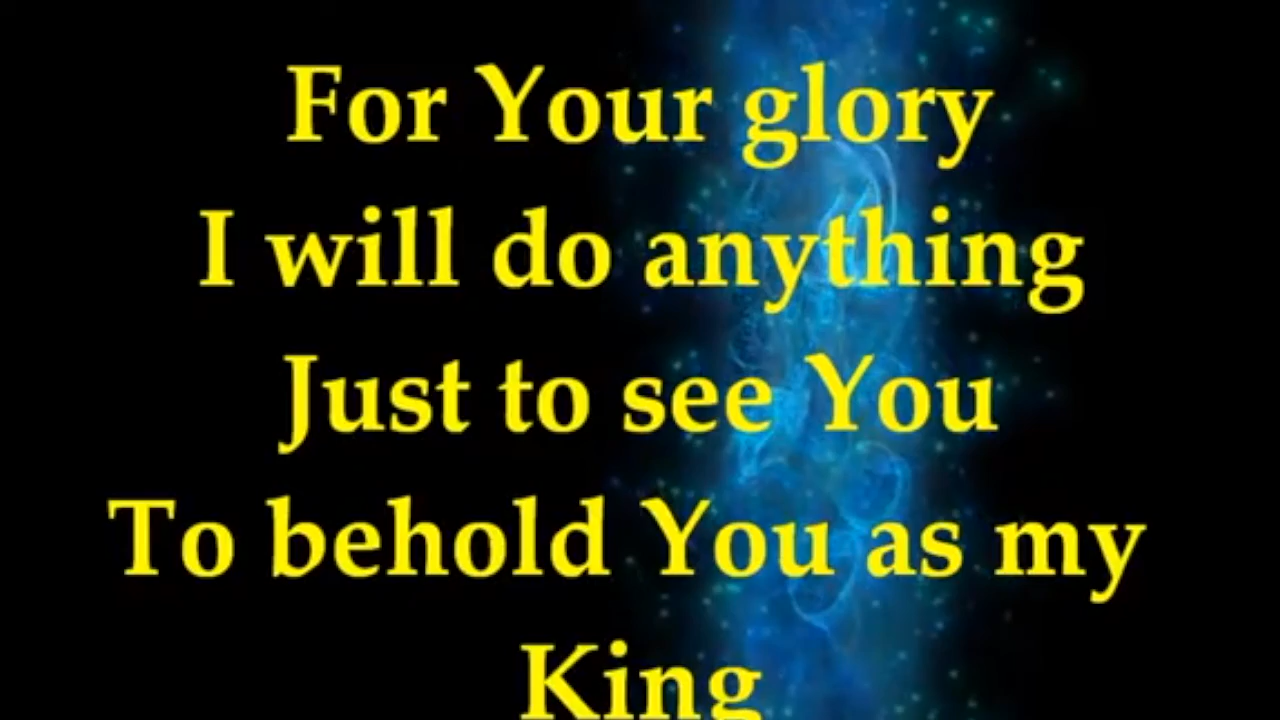 For Your glory
I will do anything
Just to see You
To behold You as my
King